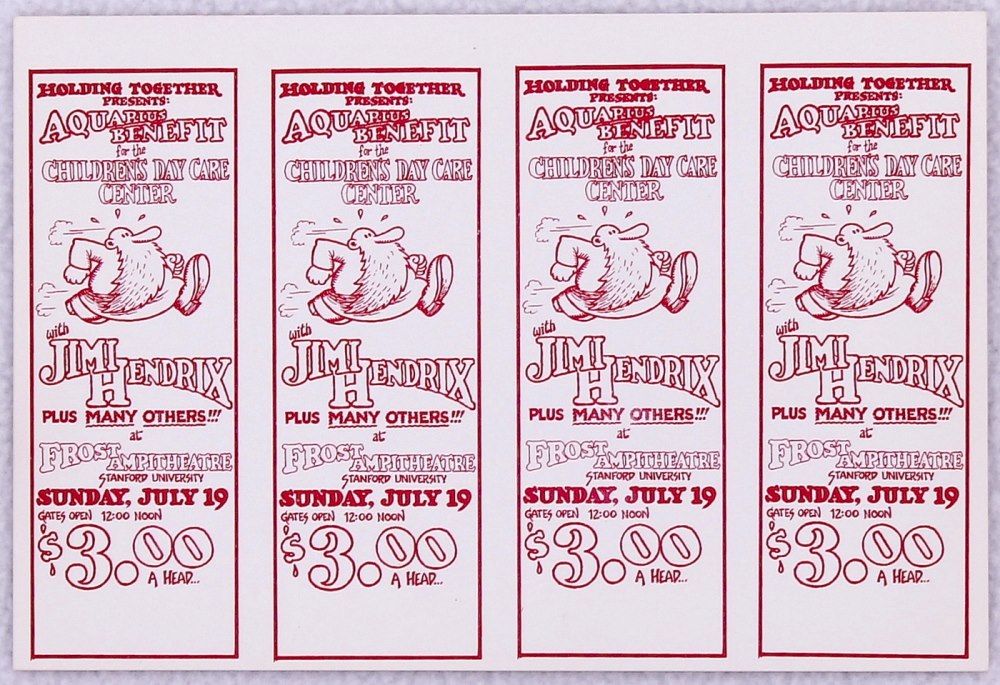 HOLDING TOGETHER
PRESENTS:
AQUARIUS
BENEFIT
for the
CHILDREN'S DAY CARE
CENTER
with
JIMI
HENDRIX
PLUS MANY OTHERS!!!
at
FROST
AMPITHEATRE
STANFORD UNIVERSITY
SUNDAY, JULY 19
GATES OPEN 12:00 NOON
$3.00
A HEAD...
HOLDING TOGETHER
PRESENTS:
AQUARIUS
BENEFIT
for the
CHILDREN'S DAY CARE
CENTER
with
JIMI
HENDRIX
PLUS MANY OTHERS!!!
at
FROST
AMPITHEATRE
STANFORD UNIVERSITY
SUNDAY, JULY 19
GATES OPEN 12:00 NOON
$3.00
A HEAD...
HOLDING TOGETHER
PRESENTS:
AQUARIUS
BENEFIT
for the
CHILDREN'S DAY CARE
CENTER
with
JIMI
HENDRIX
PLUS MANY OTHERS!!!
at
FROST
AMPITHEATRE
STANFORD UNIVERSITY
SUNDAY, JULY 19
GATES OPEN 12:00 NOON
$3.00
A HEAD...
HOLDING TOGETHER
PRESENTS:
AQUARIUS
BENEFIT
for the
CHILDREN'S DAY CARE
CENTER
with
JIMI
HENDRIX
PLUS MANY OTHERS!!!
at
FROST
AMPITHEATRE
STANFORD UNIVERSITY
SUNDAY, JULY 19
GATES OPEN 12:00 NOON
$3.00
A HEAD...